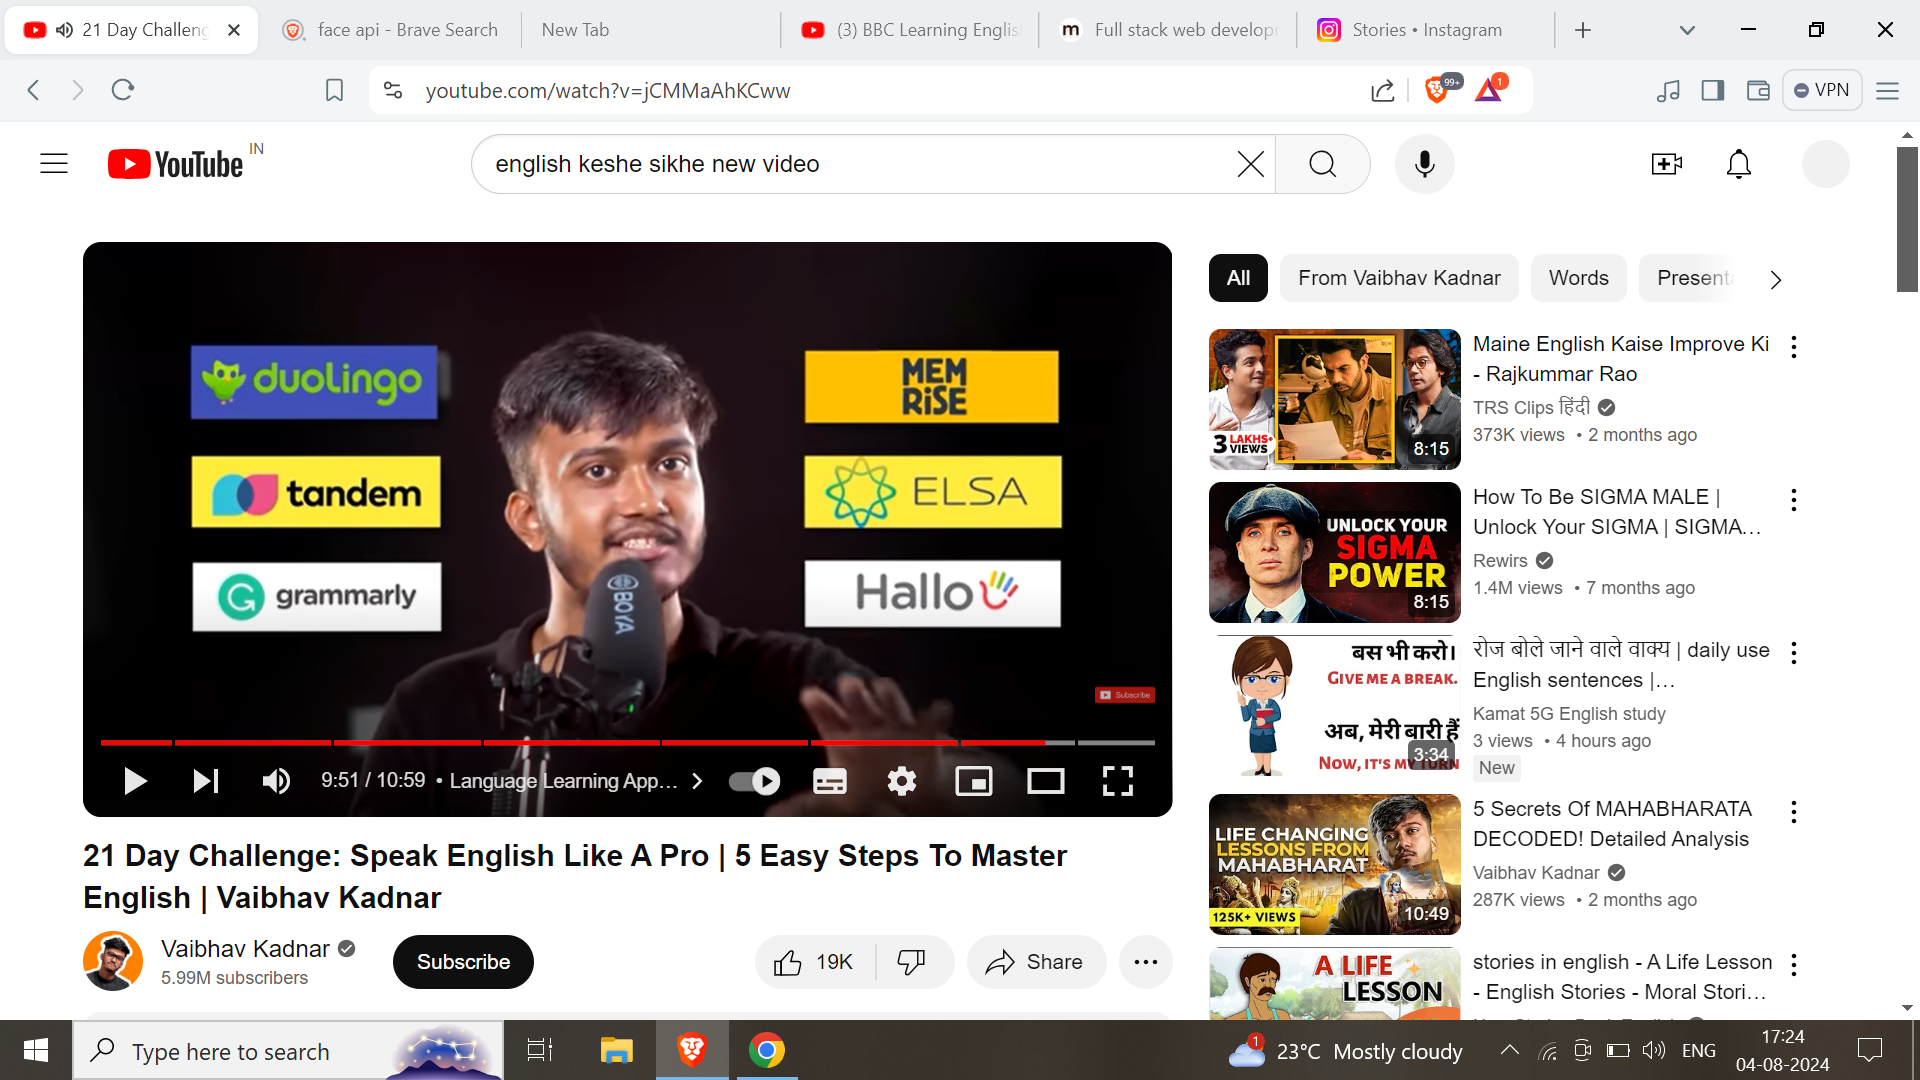 21 Day Challeng
face api - Brave Search
New Tab
(3) BBC Learning Englis
Full stack web develop
Stories • Instagram
youtube.com/watch?v=jCMMaAhKCww
99+
1
VPN
YouTube IN
english keshe sikhe new video
duolingo
MEM
RiSE
tandem
ELSA
grammarly
Hallo
BOYA
Subscribe
9:51 / 10:59 • Language Learning App...
21 Day Challenge: Speak English Like A Pro | 5 Easy Steps To Master
English | Vaibhav Kadnar
Vaibhav Kadnar
5.99M subscribers
Subscribe
19K
Share
All
From Vaibhav Kadnar
Words
Present
3 LAKHS+
VIEWS
8:15
Maine English Kaise Improve Ki
- Rajkummar Rao
TRS Clips हिंदी
373K views • 2 months ago
UNLOCK YOUR
SIGMA
POWER
8:15
How To Be SIGMA MALE |
Unlock Your SIGMA | SIGMA...
Rewirs
1.4M views • 7 months ago
बस भी करो।
GIVE ME A BREAK.
अब, मेरी बारी हैं
NOW, IT'S MY TURN
3:34
रोज बोले जाने वाले वाक्य | daily use
English sentences |...
Kamat 5G English study
3 views • 4 hours ago
New
LIFE CHANGING
LESSONS FROM
MAHABHARAT
125K+ VIEWS
10:49
5 Secrets Of MAHABHARATA
DECODED! Detailed Analysis
Vaibhav Kadnar
287K views • 2 months ago
A LIFE
LESSON
stories in english - A Life Lesson
- English Stories - Moral Stori...
Type here to search
1
23°C Mostly cloudy
ENG
17:24
04-08-2024